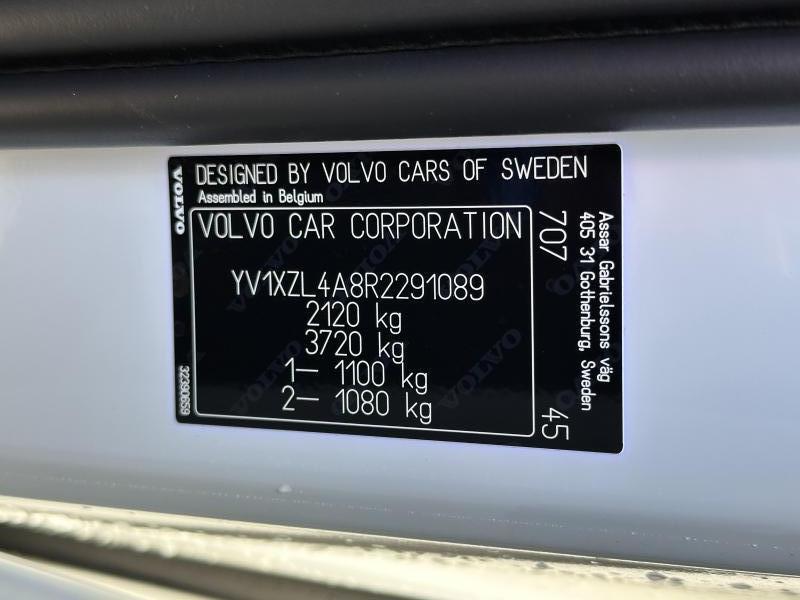 VOLVO
DESIGNED BY VOLVO CARS OF SWEDEN
Assembled in Belgium
VOLVO CAR CORPORATION
YV1XZL4A8R2291089
2120 kg
3720 kg
1— 1100 kg
2— 1080 kg
707
45
Assar Gabrielssons väg
405 31 Gothenburg, Sweden
32390659